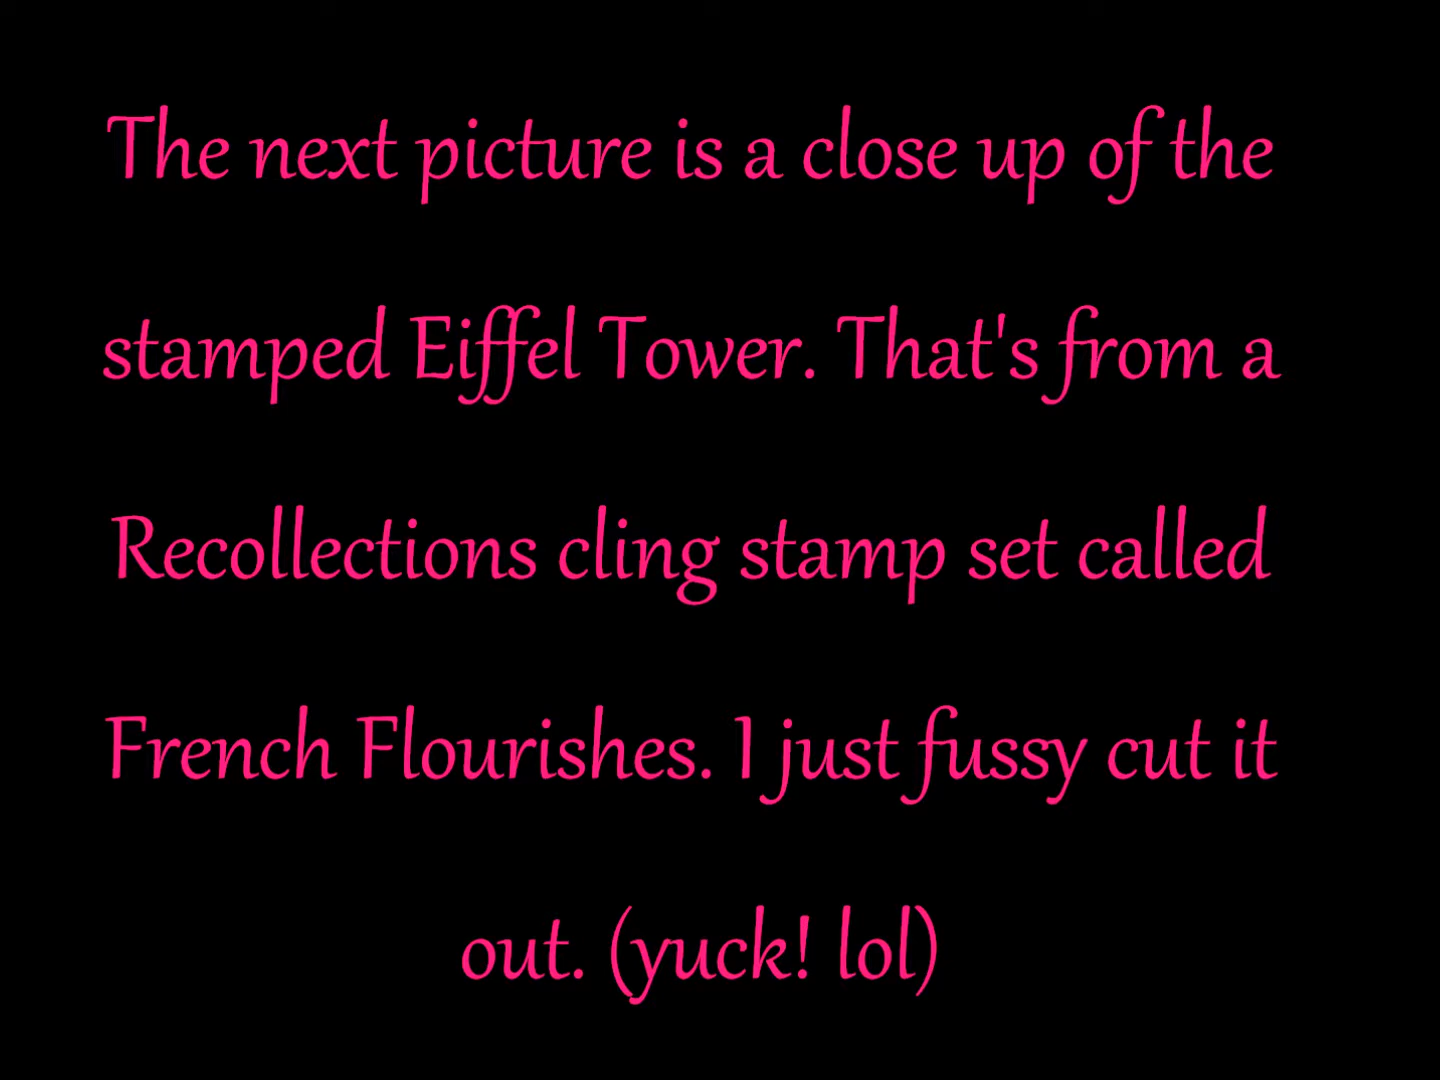 The next picture is a close up of the
stamped Eiffel Tower. That's from a
Recollections cling stamp set called
French Flourishes. I just fussy cut it
out. (yuck! lol)